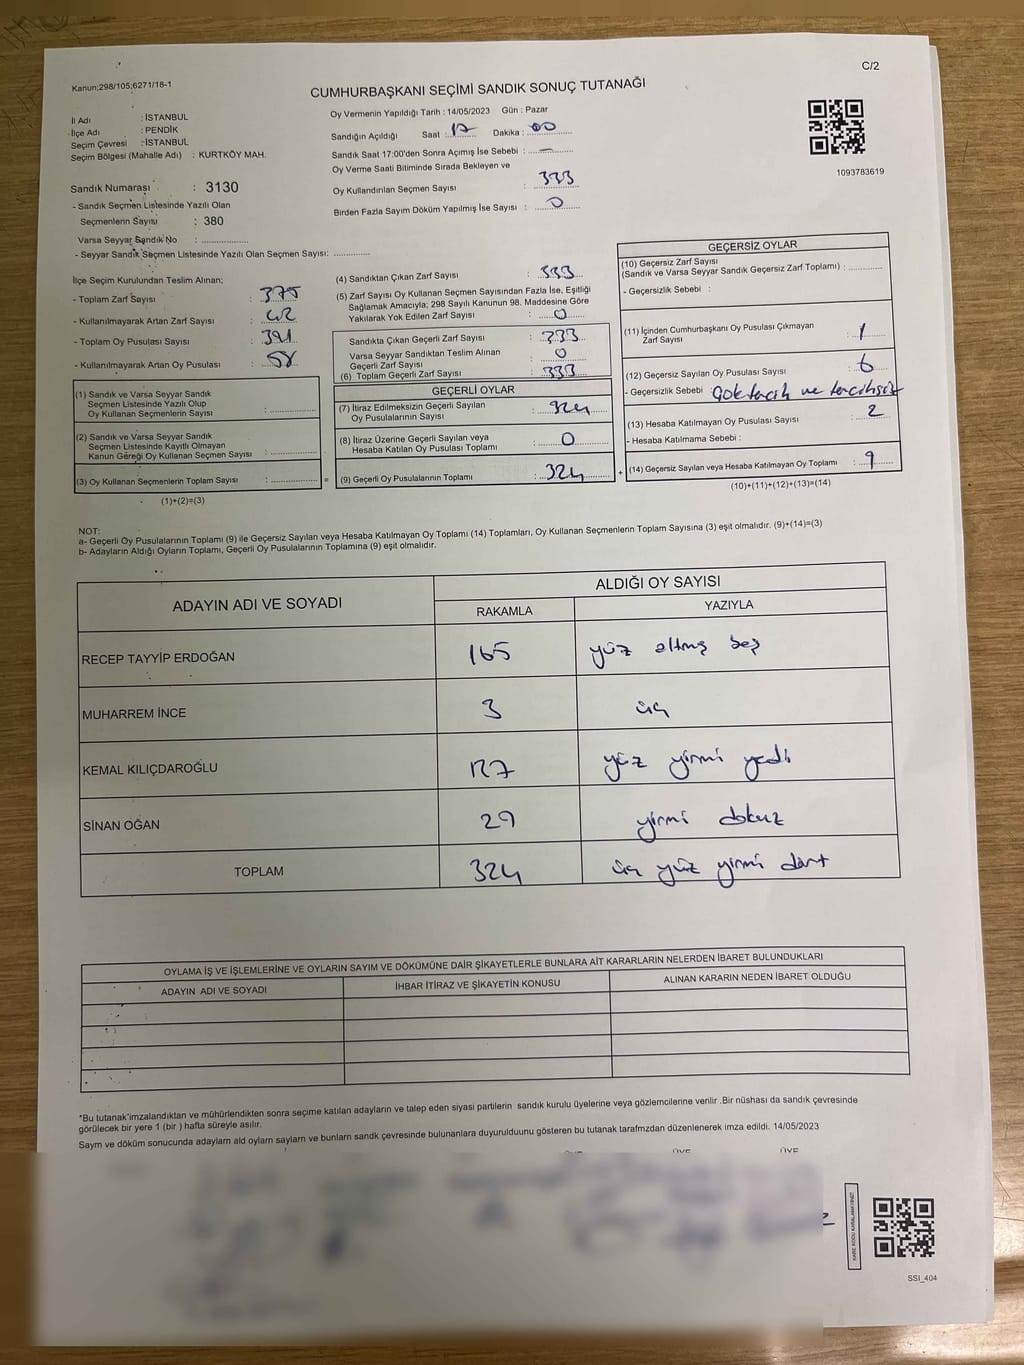 C/2
Kanun;298/105;6271/18-1
CUMHURBAŞKANI SEÇİMİ SANDIK SONUÇ TUTANAĞI
İl Adı : İSTANBUL
İlçe Adı : PENDİK
Seçim Çevresi : İSTANBUL
Seçim Bölgesi (Mahalle Adı) : KURTKÖY MAH.
Sandık Numarası : 3130
- Sandık Seçmen Listesinde Yazılı Olan
Seçmenlerin Sayısı : 380
Varsa Seyyar Sandık No : ..................
- Seyyar Sandık Seçmen Listesinde Yazılı Olan Seçmen Sayısı: .............
Oy Vermenin Yapıldığı Tarih : 14/05/2023 Gün : Pazar
Sandığın Açıldığı Saat : 17 Dakika : 00
Sandık Saat 17:00'den Sonra Açımış İse Sebebi : —
Oy Verme Saati Bitiminde Sırada Bekleyen ve
Oy Kullandırılan Seçmen Sayısı : 333
Birden Fazla Sayım Döküm Yapılmış İse Sayısı : 0
1093783619
İlçe Seçim Kurulundan Teslim Alınan;
- Toplam Zarf Sayısı : 375
- Kullanılmayarak Artan Zarf Sayısı : 42
- Toplam Oy Pusulası Sayısı : 391
- Kullanılmayarak Artan Oy Pusulası : 58
(1) Sandık ve Varsa Seyyar Sandık
Seçmen Listesinde Yazılı Olup
Oy Kullanan Seçmenlerin Sayısı : .............
(2) Sandık ve Varsa Seyyar Sandık
Seçmen Listesinde Kayıtlı Olmayan
Kanun Gereği Oy Kullanan Seçmen Sayısı : .............
(3) Oy Kullanan Seçmenlerin Toplam Sayısı : ............. =
(1)+(2)=(3)
(4) Sandıktan Çıkan Zarf Sayısı : 333
(5) Zarf Sayısı Oy Kullanan Seçmen Sayısından Fazla İse, Eşitliği
Sağlamak Amacıyla; 298 Sayılı Kanunun 98. Maddesine Göre
Yakılarak Yok Edilen Zarf Sayısı : 0
Sandıkta Çıkan Geçerli Zarf Sayısı : 333
Varsa Seyyar Sandıktan Teslim Alınan
Geçerli Zarf Sayısı : 0
(6) Toplam Geçerli Zarf Sayısı : 333
GEÇERLİ OYLAR
(7) İtiraz Edilmeksizin Geçerli Sayılan
Oy Pusulalarının Sayısı : 324
(8) İtiraz Üzerine Geçerli Sayılan veya
Hesaba Katılan Oy Pusulası Toplamı : 0
(9) Geçerli Oy Pusulalarının Toplamı : 324 +
GEÇERSİZ OYLAR
(10) Geçersiz Zarf Sayısı
(Sandık ve Varsa Seyyar Sandık Geçersiz Zarf Toplamı) : .............
- Geçersizlik Sebebi :
(11) İçinden Cumhurbaşkanı Oy Pusulası Çıkmayan
Zarf Sayısı : 1
(12) Geçersiz Sayılan Oy Pusulası Sayısı : 6
- Geçersizlik Sebebi : Çok tercih ve tercihsiz
(13) Hesaba Katılmayan Oy Pusulası Sayısı : 2
- Hesaba Katılmama Sebebi :
(14) Geçersiz Sayılan veya Hesaba Katılmayan Oy Toplamı : 9
(10)+(11)+(12)+(13)=(14)
NOT:
a- Geçerli Oy Pusulalarının Toplamı (9) ile Geçersiz Sayılan veya Hesaba Katılmayan Oy Toplamı (14) Toplamları, Oy Kullanan Seçmenlerin Toplam Sayısına (3) eşit olmalıdır. (9)+(14)=(3)
b- Adayların Aldığı Oyların Toplamı, Geçerli Oy Pusulalarının Toplamına (9) eşit olmalıdır.
ADAYIN ADI VE SOYADI ALDIĞI OY SAYISI
RAKAMLA YAZIYLA
RECEP TAYYİP ERDOĞAN 165 yüz altmış beş
MUHARREM İNCE 3 üç
KEMAL KILIÇDAROĞLU 127 yüz yirmi yedi
SİNAN OĞAN 29 yirmi dokuz
TOPLAM 324 üç yüz yirmi dört
OYLAMA İŞ VE İŞLEMLERİNE VE OYLARIN SAYIM VE DÖKÜMÜNE DAİR ŞİKAYETLERLE BUNLARA AİT KARARLARIN NELERDEN İBARET BULUNDUKLARI
ADAYIN ADI VE SOYADI İHBAR İTİRAZ VE ŞİKAYETİN KONUSU ALINAN KARARIN NEDEN İBARET OLDUĞU
*Bu tutanak imzalandıktan ve mühürlendikten sonra seçime katılan adayların ve talep eden siyasi partilerin sandık kurulu üyelerine veya gözlemcilerine verilir .Bir nüshası da sandık çevresinde
görülecek bir yere 1 (bir ) hafta süreyle asılır.
Saym ve döküm sonucunda adaylarn ald oylarn saylarn ve bunlarn sandk çevresinde bulunanlara duyurulduunu gösteren bu tutanak tarafmzdan düzenlenerek imza edildi. 14/05/2023
ÜYE ÜYE
SSI_404